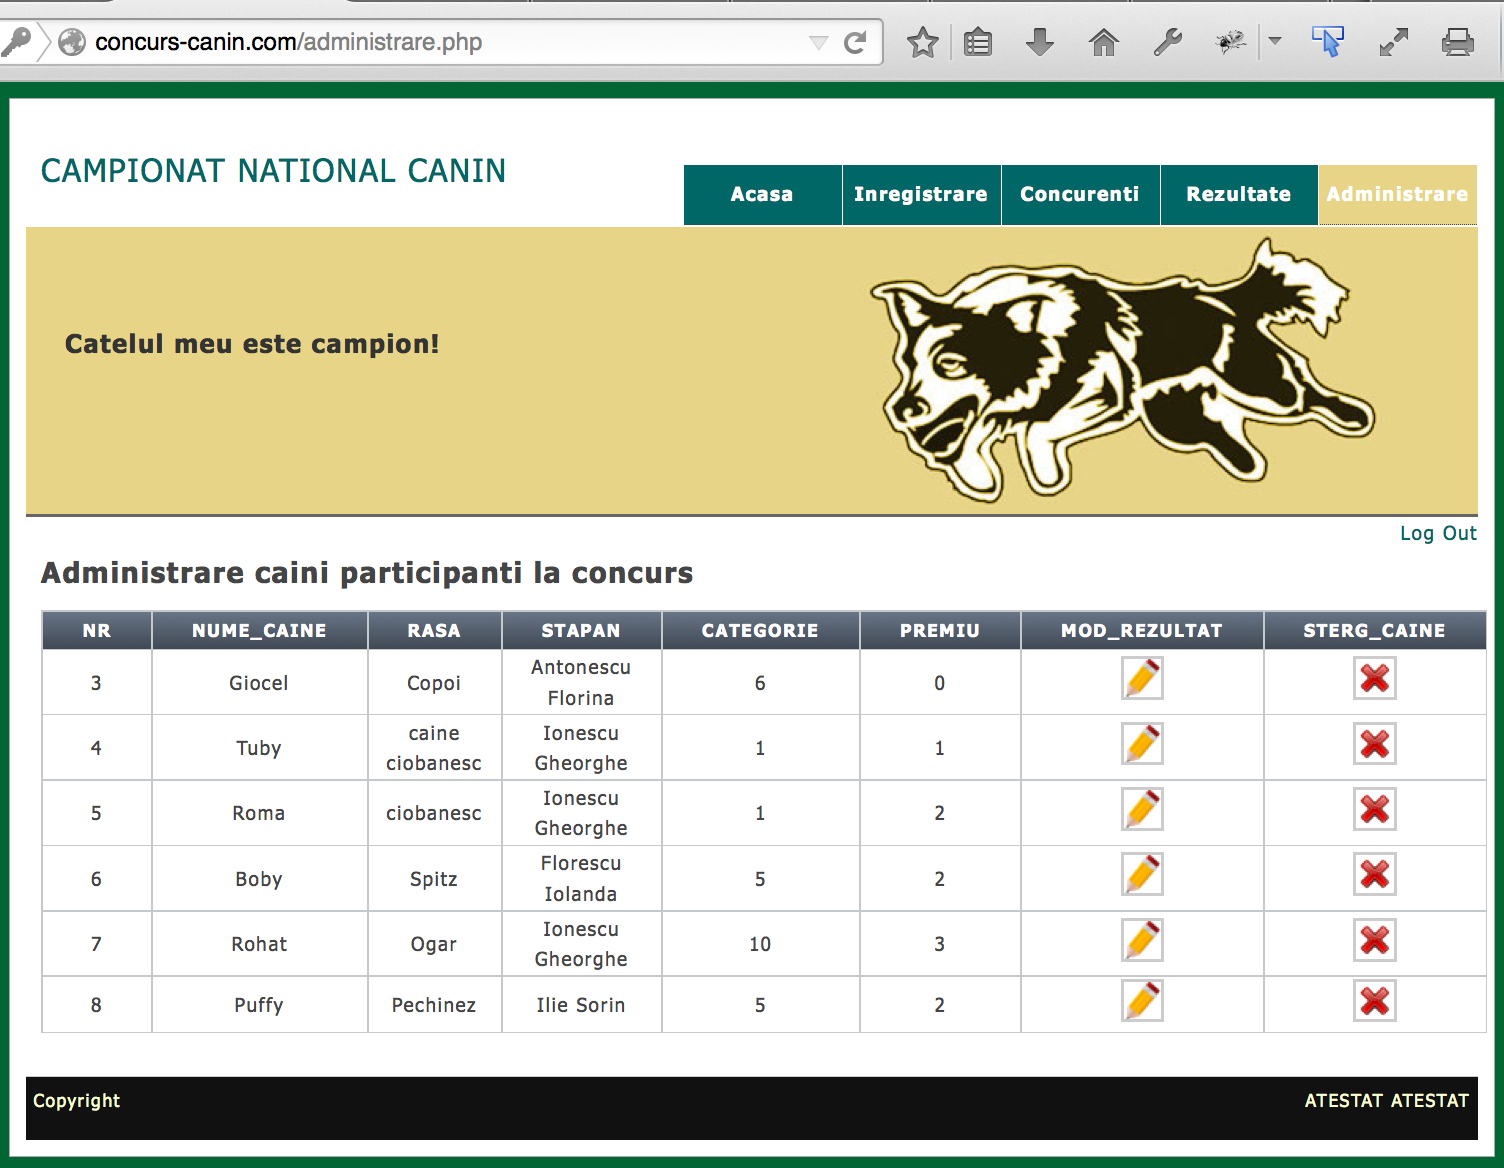 concurs-canin.com/administrare.php
CAMPIONAT NATIONAL CANIN
Acasa Inregistrare Concurenti Rezultate Administrare
Catelul meu este campion!
Log Out
Administrare caini participanti la concurs
NR NUME_CAINE RASA STAPAN CATEGORIE PREMIU MOD_REZULTAT STERG_CAINE
3 Giocel Copoi Antonescu Florina 6 0
4 Tuby caine ciobanesc Ionescu Gheorghe 1 1
5 Roma ciobanesc Ionescu Gheorghe 1 2
6 Boby Spitz Florescu Iolanda 5 2
7 Rohat Ogar Ionescu Gheorghe 10 3
8 Puffy Pechinez Ilie Sorin 5 2
Copyright ATESTAT ATESTAT